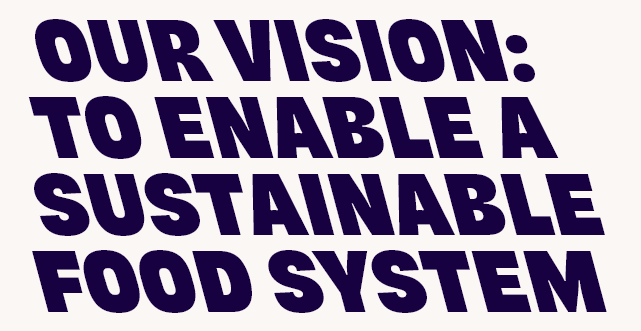 OUR VISION:
TO ENABLE A
SUSTAINABLE
FOOD SYSTEM